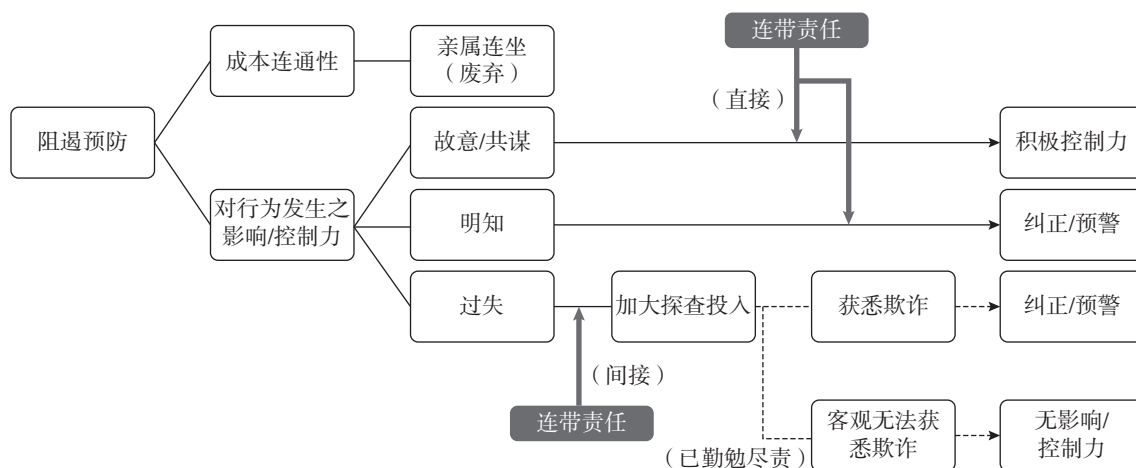 连带责任
成本连通性
亲属连坐
（废弃）
（直接）
阻遏预防
故意/共谋
积极控制力
对行为发生之
影响/控制力
明知
纠正/预警
过失
加大探查投入
获悉欺诈
纠正/预警
（间接）
连带责任
（已勤勉尽责）
客观无法获
悉欺诈
无影响/
控制力